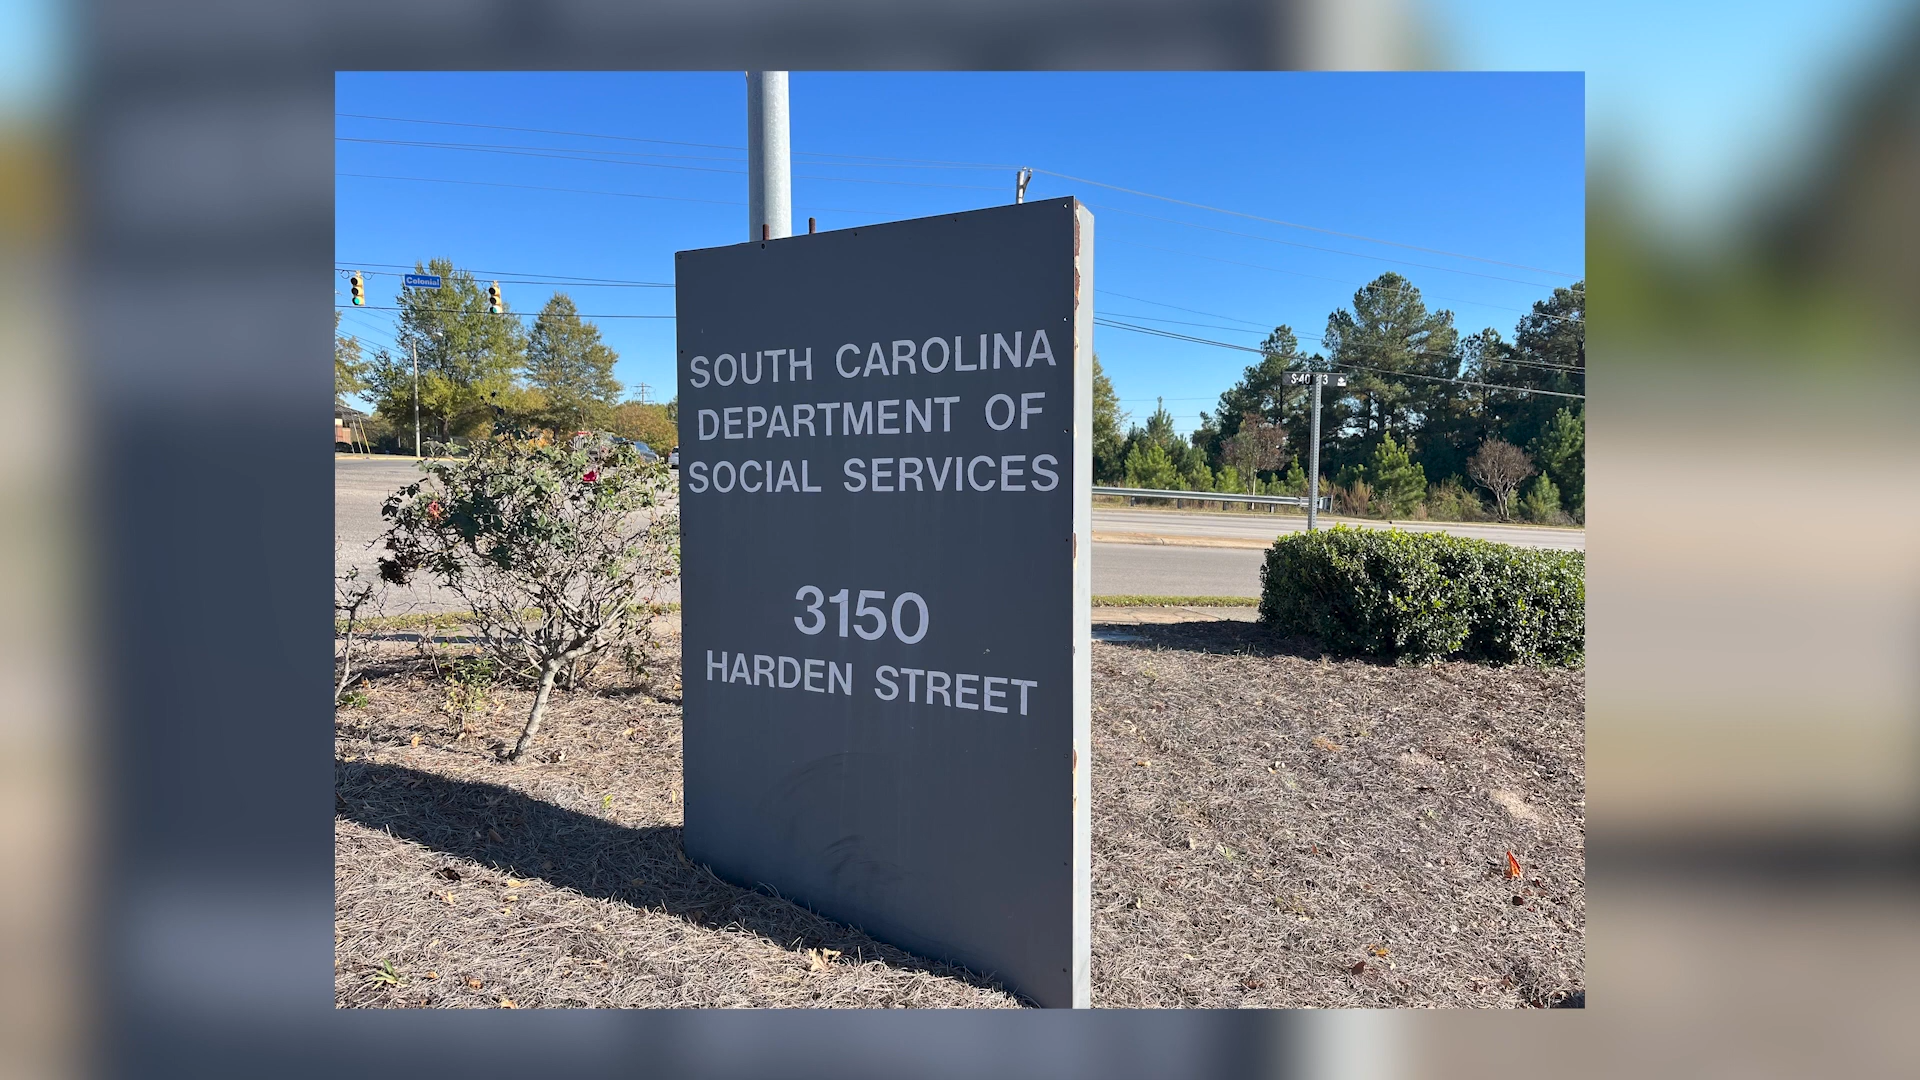 Colonial
SOUTH CAROLINA
DEPARTMENT OF
SOCIAL SERVICES
3150
HARDEN STREET